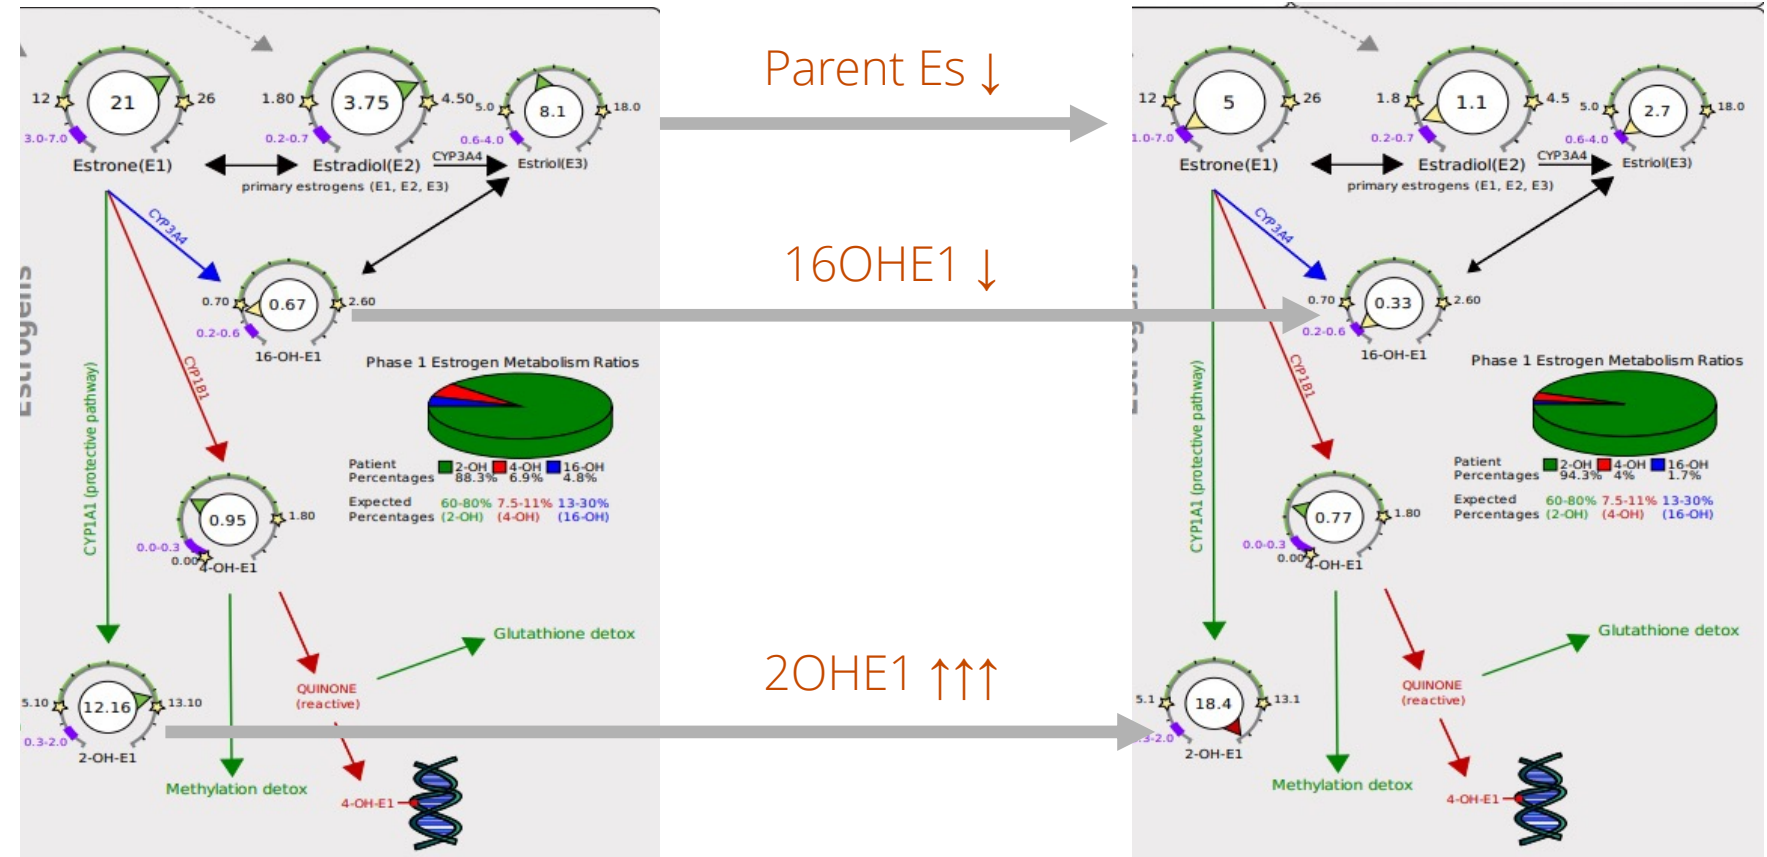 Parent Es ↓
16OHE1 ↓
2OHE1 ↑↑↑
Estrogens
12
21
26
3.0-7.0
Estrone(E1)
1.80
3.75
4.50
0.2-0.7
Estradiol(E2)
5.0
8.1
18.0
0.6-4.0
Estriol(E3)
CYP3A4
primary estrogens (E1, E2, E3)
CYP3A4
0.70
0.67
2.60
0.2-0.6
16-OH-E1
CYP1B1
CYP1A1 (protective pathway)
Phase 1 Estrogen Metabolism Ratios
Patient 2-OH 4-OH 16-OH
Percentages 88.3% 6.9% 4.8%
Expected 60-80% 7.5-11% 13-30%
Percentages (2-OH) (4-OH) (16-OH)
0.95
1.80
0.0-0.3
0.00
4-OH-E1
Glutathione detox
QUINONE
(reactive)
5.10
12.16
13.10
0.3-2.0
2-OH-E1
Methylation detox
4-OH-E1
12
5
26
1.0-7.0
Estrone(E1)
1.8
1.1
4.5
0.2-0.7
Estradiol(E2)
5.0
2.7
18.0
0.6-4.0
Estriol(E3)
CYP3A4
primary estrogens (E1, E2, E3)
CYP3A4
0.70
0.33
2.60
0.2-0.6
16-OH-E1
CYP1B1
CYP1A1 (protective pathway)
Phase 1 Estrogen Metabolism Ratios
Patient 2-OH 4-OH 16-OH
Percentages 94.3% 4% 1.7%
Expected 60-80% 7.5-11% 13-30%
Percentages (2-OH) (4-OH) (16-OH)
0.77
1.80
0.0-0.3
0.00
4-OH-E1
Glutathione detox
QUINONE
(reactive)
5.1
18.4
13.1
2-OH-E1
Methylation detox
4-OH-E1